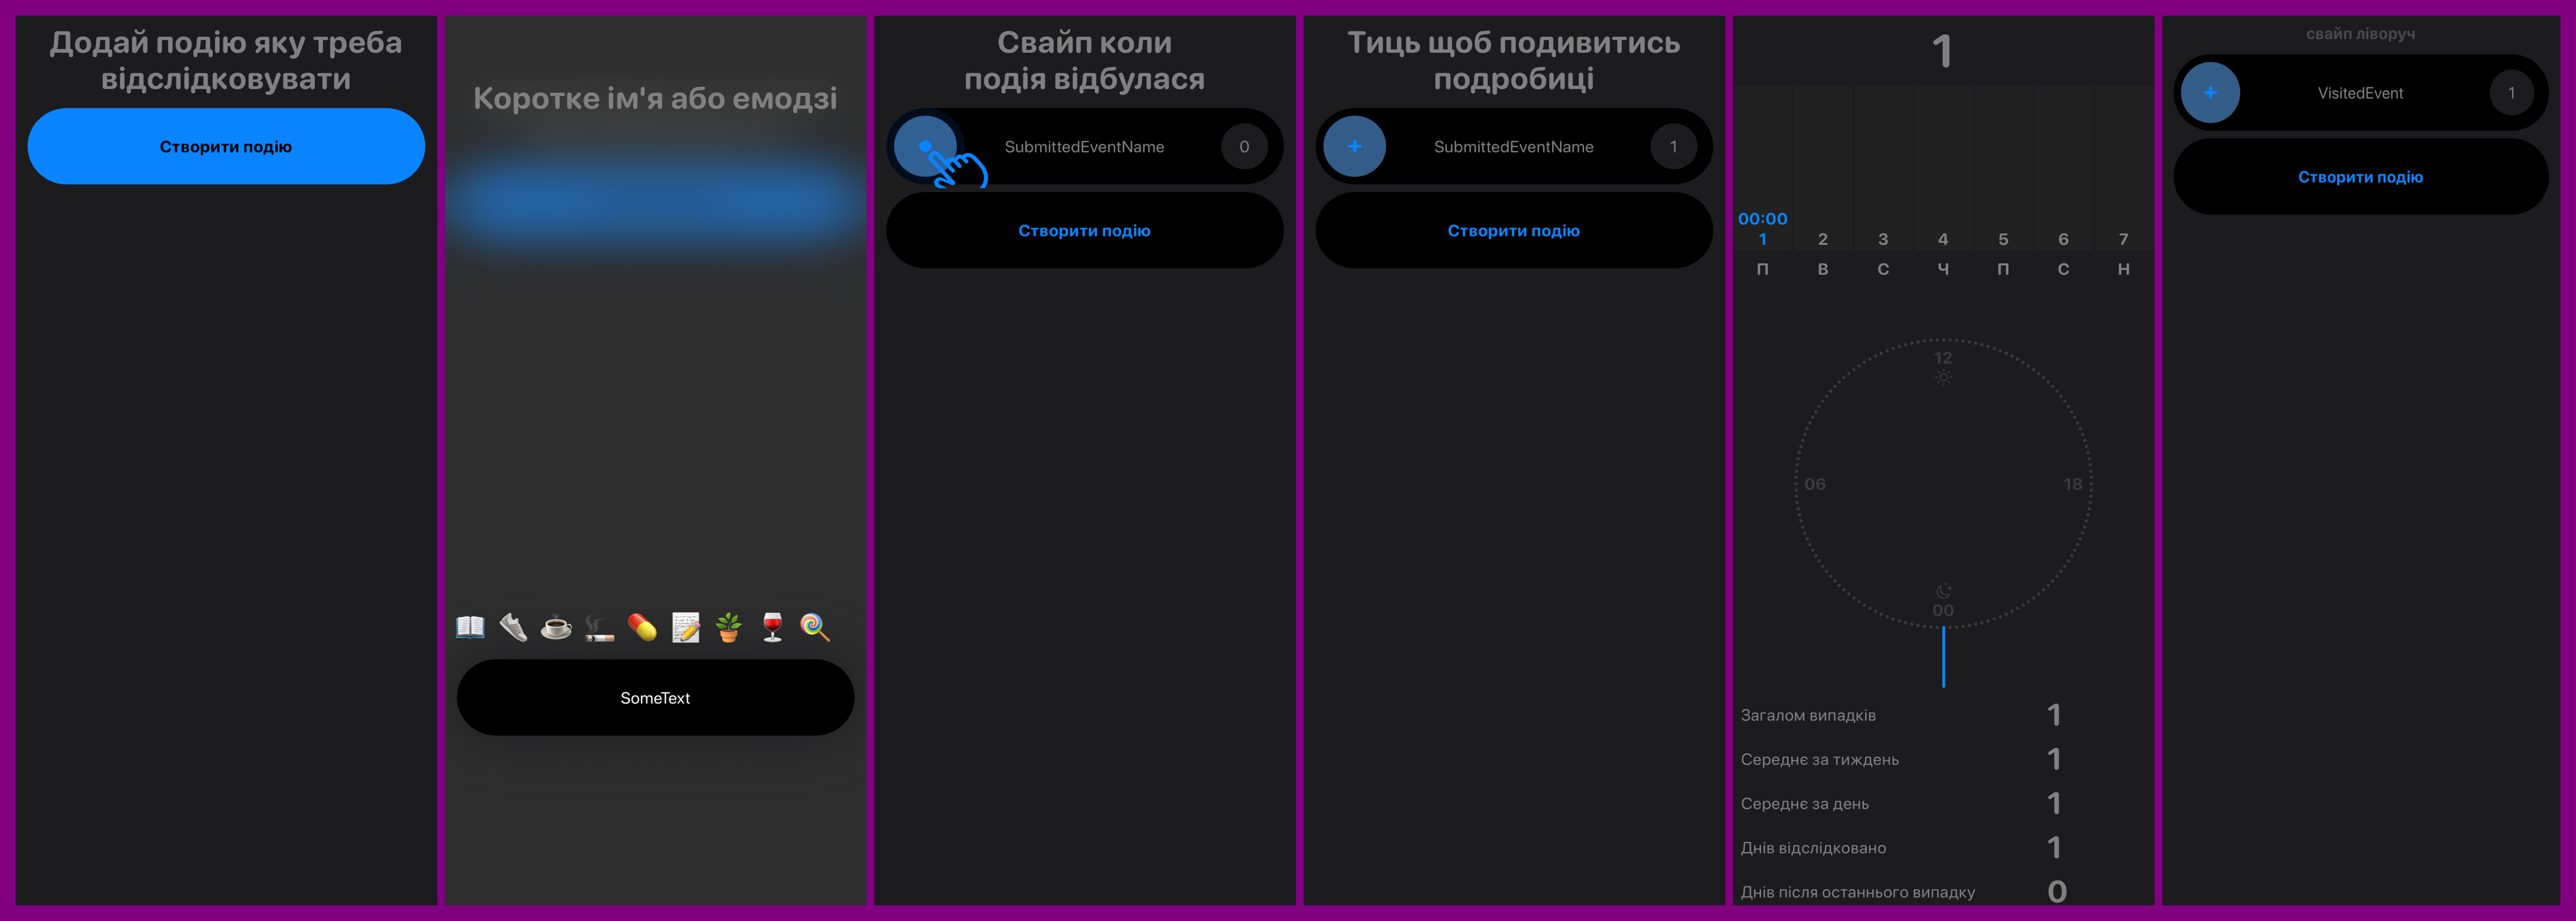 Додай подію яку треба
відслідковувати
Створити подію
Коротке ім'я або емодзі
SomeText
Свайп коли
подія відбулася
SubmittedEventName
0
Створити подію
Тиць щоб подивитись
подробиці
+
SubmittedEventName
1
Створити подію
1
00:00
1 2 3 4 5 6 7
П В С Ч П С Н
12
06 18
00
Загалом випадків 1
Середнє за тиждень 1
Середнє за день 1
Днів відслідковано 1
Днів після останнього випадку 0
свайп ліворуч
+
VisitedEvent
1
Створити подію